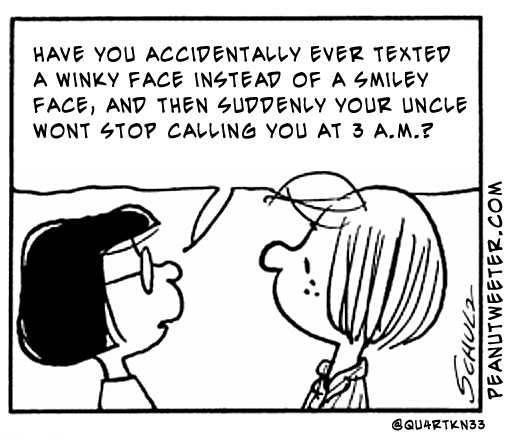 HAVE YOU ACCIDENTALLY EVER TEXTED
A WINKY FACE INSTEAD OF A SMILEY
FACE, AND THEN SUDDENLY YOUR UNCLE
WONT STOP CALLING YOU AT 3 A.M.?
SCHULZ
PEANUTWEETER.COM
@QU4RTKN33